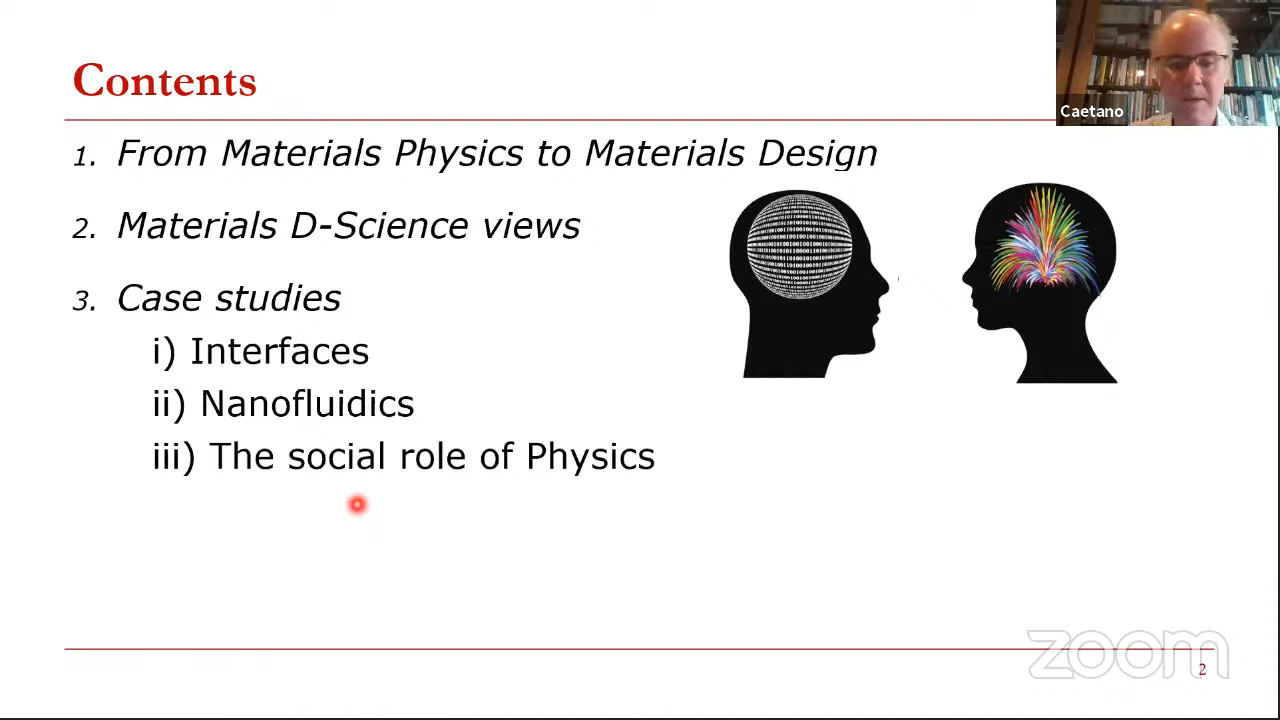 Contents
Caetano
1. From Materials Physics to Materials Design
2. Materials D-Science views
3. Case studies
i) Interfaces
ii) Nanofluidics
iii) The social role of Physics
zoom
2